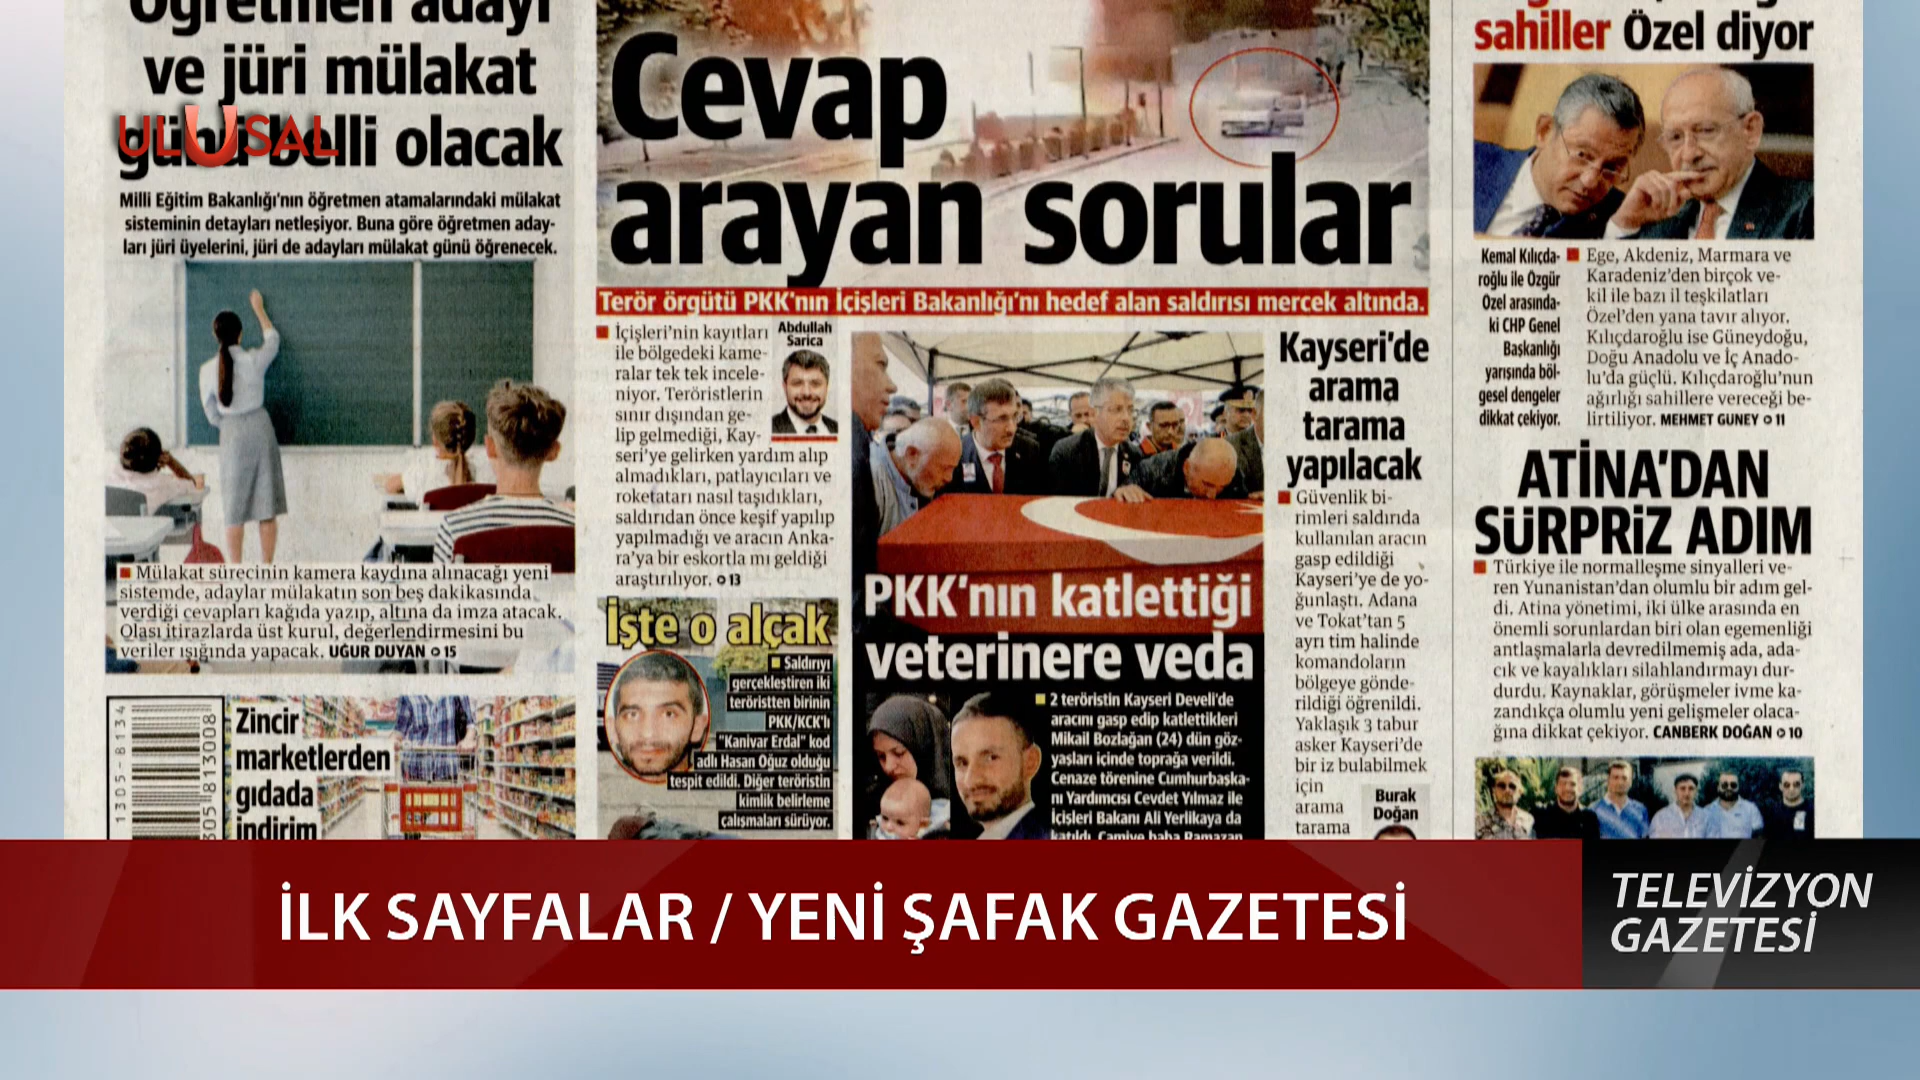 Öğretmen adayı
ve jüri mülakat
günü belli olacak
ULUSAL
Milli Eğitim Bakanlığı'nın öğretmen atamalarındaki mülakat
sisteminin detayları netleşiyor. Buna göre öğretmen aday-
ları jüri üyelerini, jüri de adayları mülakat günü öğrenecek.
■ Mülakat sürecinin kamera kaydına alınacağı yeni
sistemde, adaylar mülakatın son beş dakikasında
verdiği cevapları kağıda yazıp, altına da imza atacak.
Olası itirazlarda üst kurul, değerlendirmesini bu
veriler ışığında yapacak. UĞUR DUYAN 15
1305-8134
305 813008
Zincir
marketlerden
gıdada
indirim
Cevap
arayan sorular
Terör örgütü PKK'nın İçişleri Bakanlığı'nı hedef alan saldırısı mercek altında.
■ İçişleri'nin kayıtları
ile bölgedeki kame-
ralar tek tek incele-
niyor. Teröristlerin
sınır dışından ge-
lip gelmediği, Kay-
seri'ye gelirken yardım alıp
almadıkları, patlayıcıları ve
roketatarı nasıl taşıdıkları,
saldırıdan önce keşif yapılıp
yapılmadığı ve aracın Anka-
ra'ya bir eskortla mı geldiği
araştırılıyor. 13
Abdullah
Sarica
İşte o alçak
■ Saldırıyı
gerçekleştiren iki
teröristten birinin
PKK/KCK'lı
"Kanivar Erdal" kod
adlı Hasan Oğuz olduğu
tespit edildi. Diğer teröristin
kimlik belirleme
çalışmaları sürüyor.
PKK'nın katlettiği
veterinere veda
■ 2 teröristin Kayseri Develi'de
aracını gasp edip katlettikleri
Mikail Bozlağan (24) dün göz-
yaşları içinde toprağa verildi.
Cenaze törenine Cumhurbaşka-
nı Yardımcısı Cevdet Yılmaz ile
İçişleri Bakanı Ali Yerlikaya da
katıldı. Camiye baba Ramazan
Kayseri'de
arama
tarama
yapılacak
■ Güvenlik bi-
rimleri saldırıda
kullanılan aracın
gasp edildiği
Kayseri'ye de yo-
ğunlaştı. Adana
ve Tokat'tan 5
ayrı tim halinde
komandoların
bölgeye gönde-
rildiği öğrenildi.
Yaklaşık 3 tabur
asker Kayseri'de
bir iz bulabilmek
için
arama
tarama
Burak
Doğan
sahiller Özel diyor
Kemal Kılıçda-
roğlu ile Özgür
Özel arasında-
ki CHP Genel
Başkanlığı
yarışında böl-
gesel dengeler
dikkat çekiyor.
■ Ege, Akdeniz, Marmara ve
Karadeniz'den birçok ve-
kil ile bazı il teşkilatları
Özel'den yana tavır alıyor.
Kılıçdaroğlu ise Güneydoğu,
Doğu Anadolu ve İç Anado-
lu'da güçlü. Kılıçdaroğlu'nun
ağırlığı sahillere vereceği be-
lirtiliyor. MEHMET GÜNEY 11
ATİNA'DAN
SÜRPRİZ ADIM
■ Türkiye ile normalleşme sinyalleri ve-
ren Yunanistan'dan olumlu bir adım gel-
di. Atina yönetimi, iki ülke arasında en
önemli sorunlardan biri olan egemenliği
antlaşmalarla devredilmemiş ada, ada-
cık ve kayalıkları silahlandırmayı dur-
durdu. Kaynaklar, görüşmeler ivme ka-
zandıkça olumlu yeni gelişmeler olaca-
ğına dikkat çekiyor. CANBERK DOĞAN 10
İLK SAYFALAR / YENİ ŞAFAK GAZETESİ
TELEVİZYON
GAZETESİ